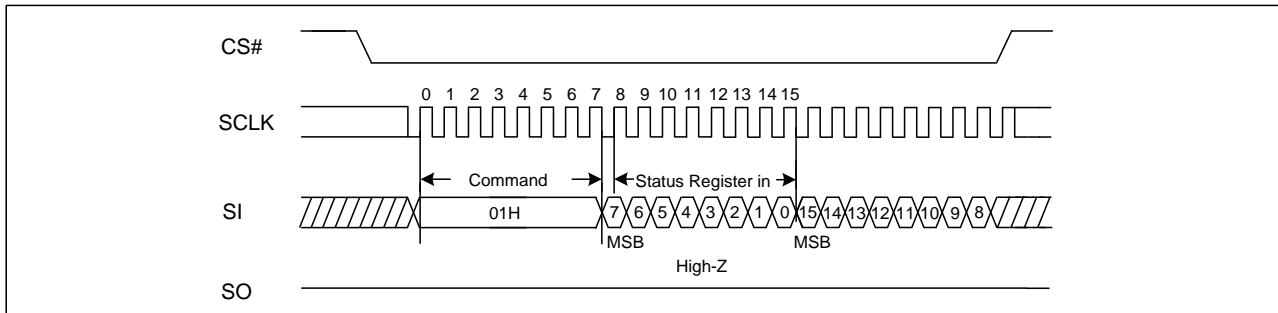 CS#
0 1 2 3 4 5 6 7 8 9 10 11 12 13 14 15
SCLK
Command
Status Register in
SI
01H
7 6 5 4 3 2 1 0 15 14 13 12 11 10 9 8
MSB
MSB
High-Z
SO